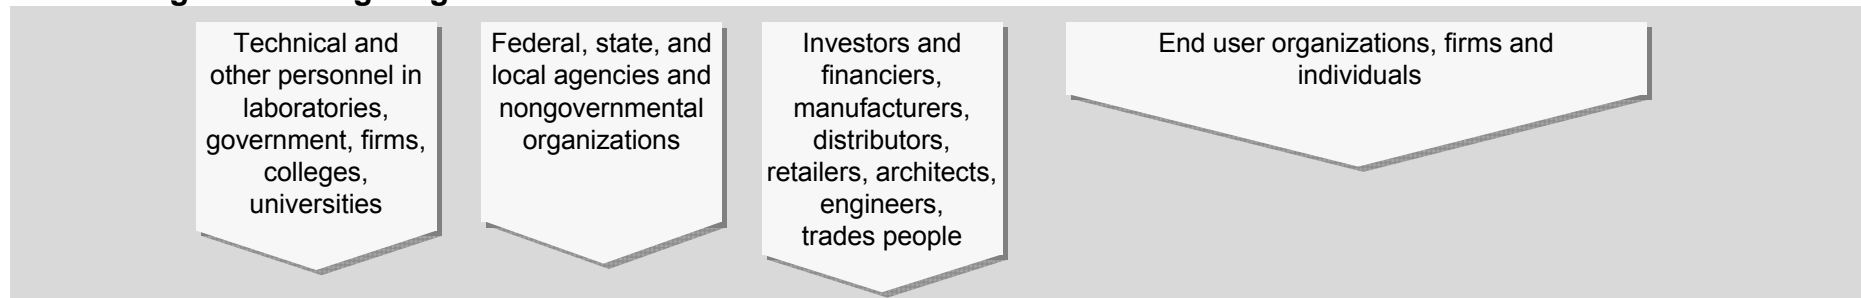 Technical and
other personnel in
laboratories,
government, firms,
colleges,
universities
Federal, state, and
local agencies and
nongovernmental
organizations
Investors and
financiers,
manufacturers,
distributors,
retailers, architects,
engineers,
trades people
End user organizations, firms and
individuals